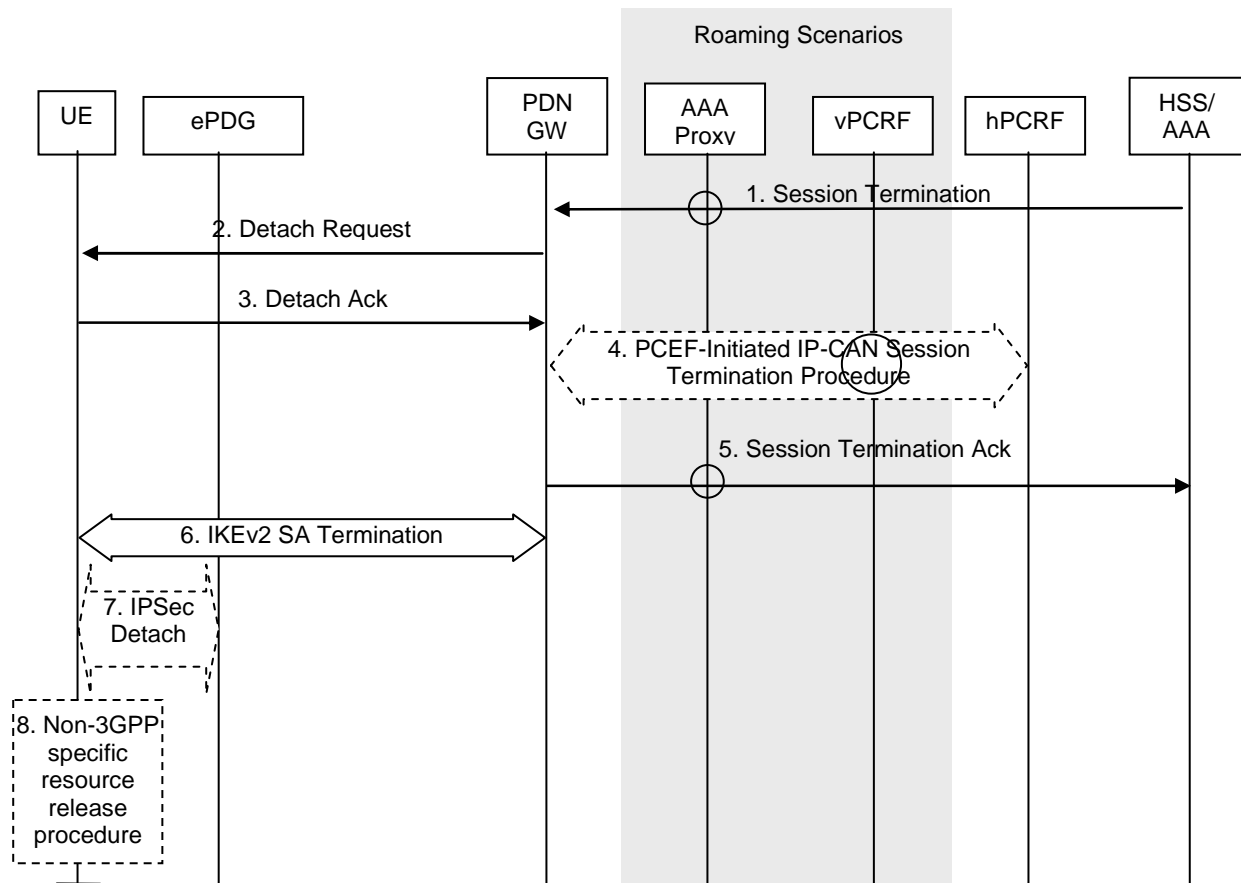 Roaming Scenarios
UE
ePDG
PDN
GW
AAA
Proxy
vPCRF
hPCRF
HSS/
AAA
1. Session Termination
2. Detach Request
3. Detach Ack
4. PCEF-Initiated IP-CAN Session
Termination Procedure
5. Session Termination Ack
6. IKEv2 SA Termination
7. IPSec
Detach
8. Non-3GPP
specific
resource
release
procedure